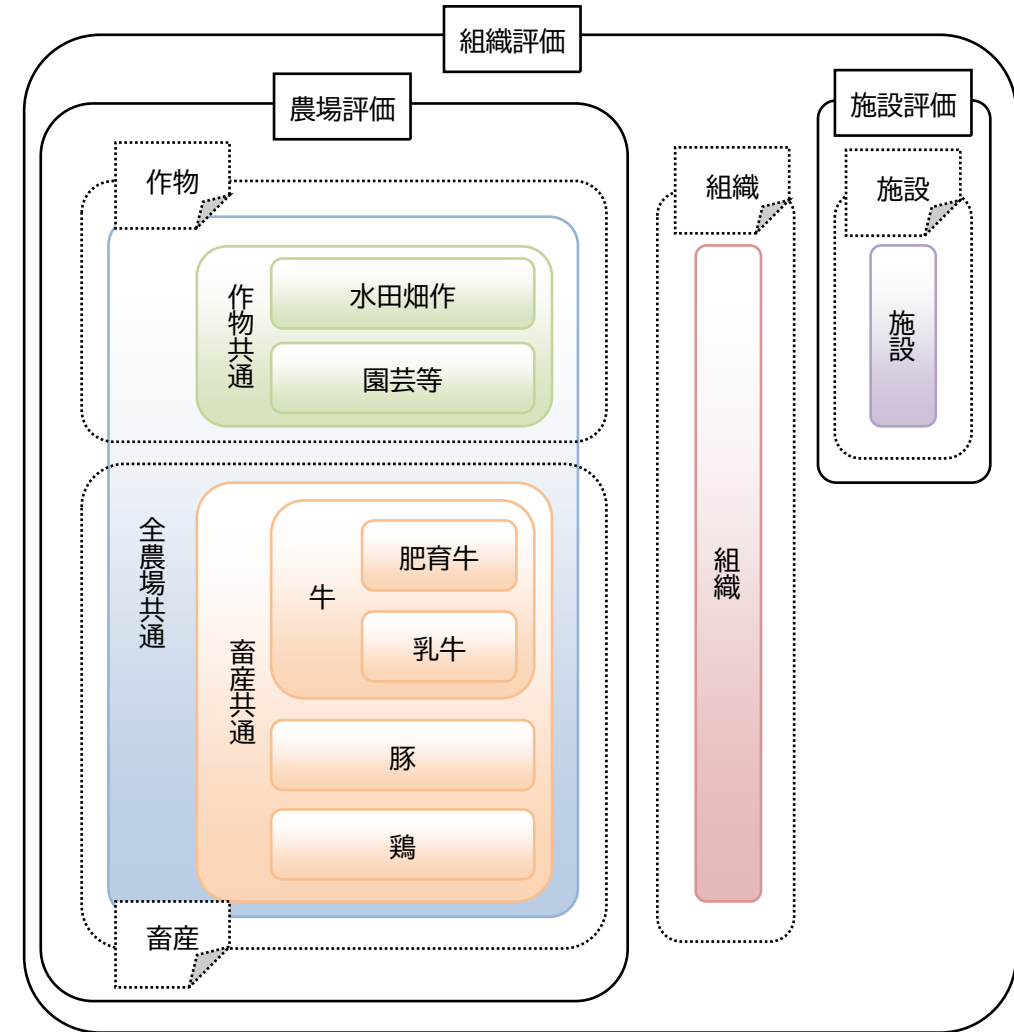 組織評価
農場評価
施設評価
作物
組織
施設
作物共通
水田畑作
園芸等
施設
全農場共通
畜産共通
牛
肥育牛
乳牛
豚
鶏
組織
畜産